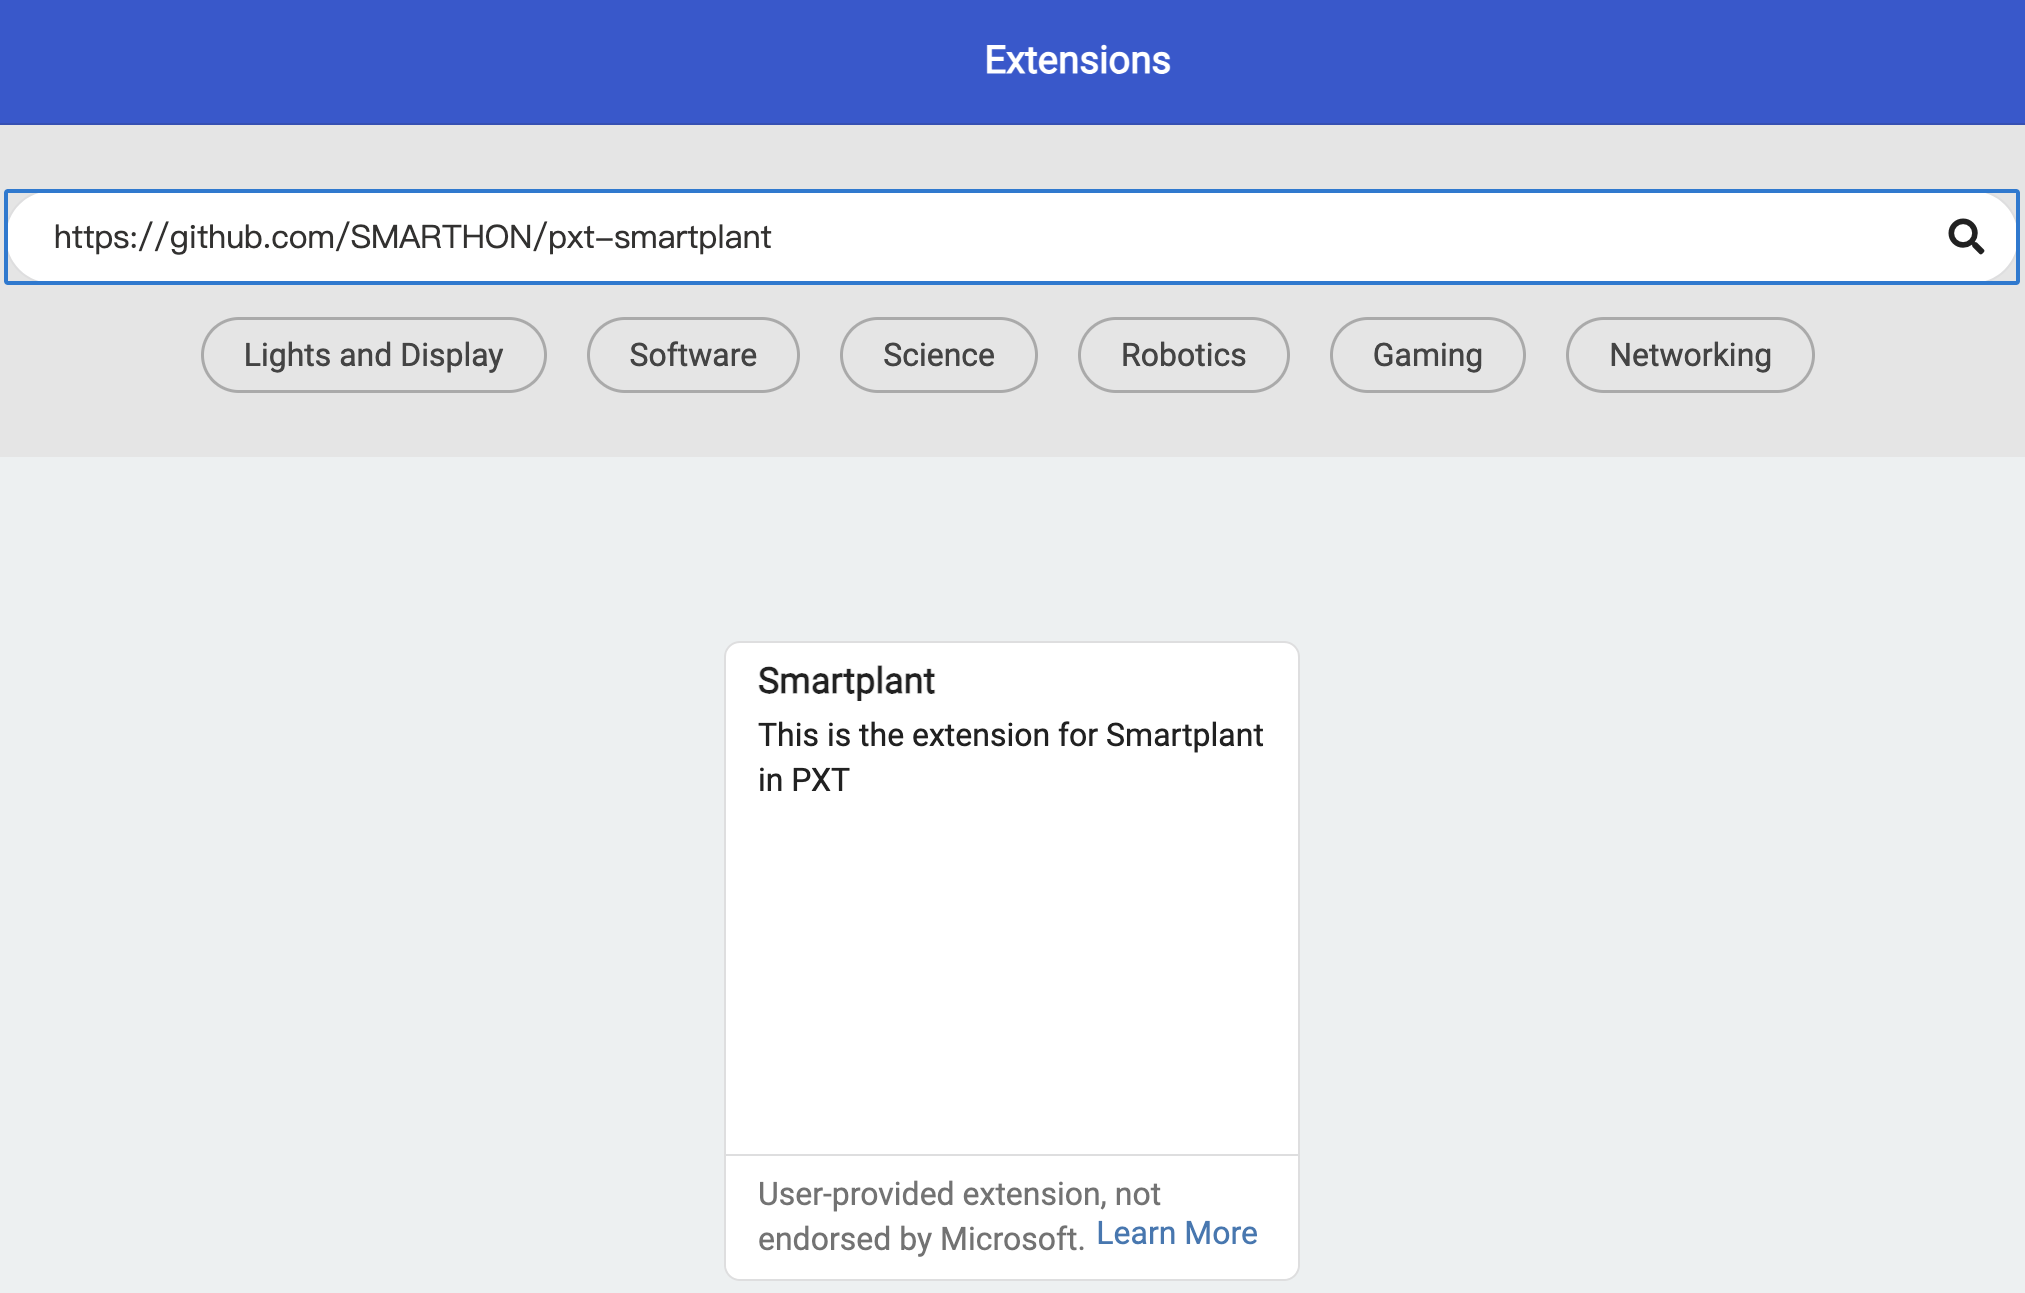 Extensions
https://github.com/SMARTHON/pxt-smartplant
Lights and Display
Software
Science
Robotics
Gaming
Networking
Smartplant
This is the extension for Smartplant
in PXT
User-provided extension, not
endorsed by Microsoft. Learn More